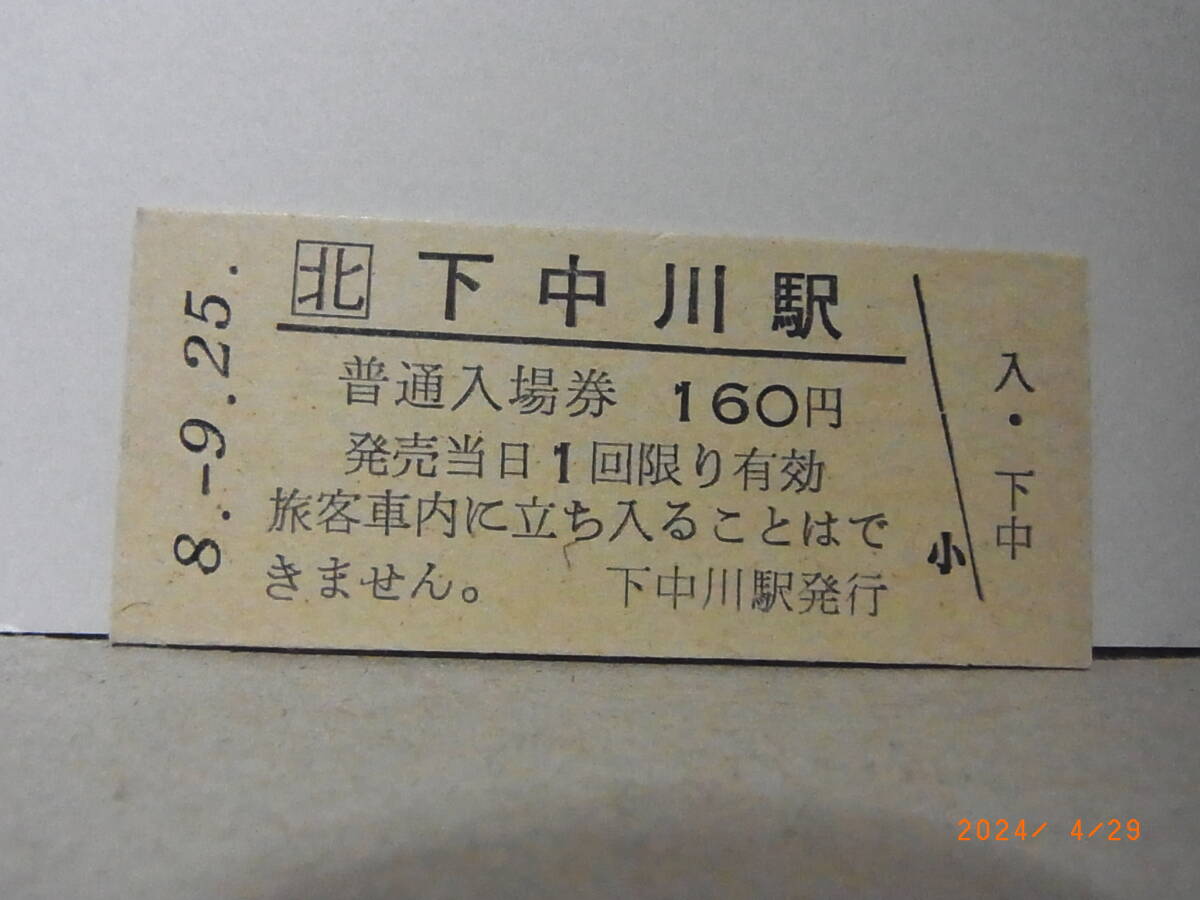 北 下中川駅
普通入場券 160円
発売当日1回限り有効
旅客車内に立ち入ることはで
きません。 下中川駅発行
8.-9.25.
小
入・下中
2024/ 4/29